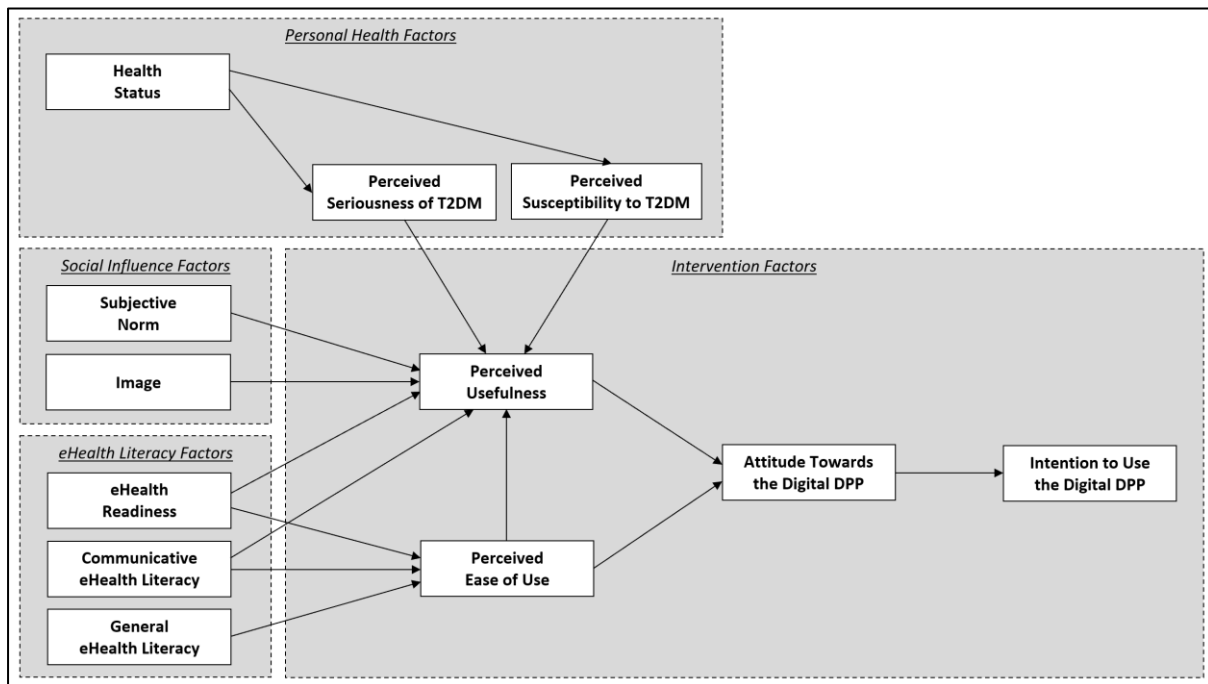 Personal Health Factors
Health
Status
Perceived
Seriousness of T2DM
Perceived
Susceptibility to T2DM
Social Influence Factors
Subjective
Norm
Image
Intervention Factors
Perceived
Usefulness
eHealth Literacy Factors
eHealth
Readiness
Communicative
eHealth Literacy
General
eHealth Literacy
Perceived
Ease of Use
Attitude Towards
the Digital DPP
Intention to Use
the Digital DPP